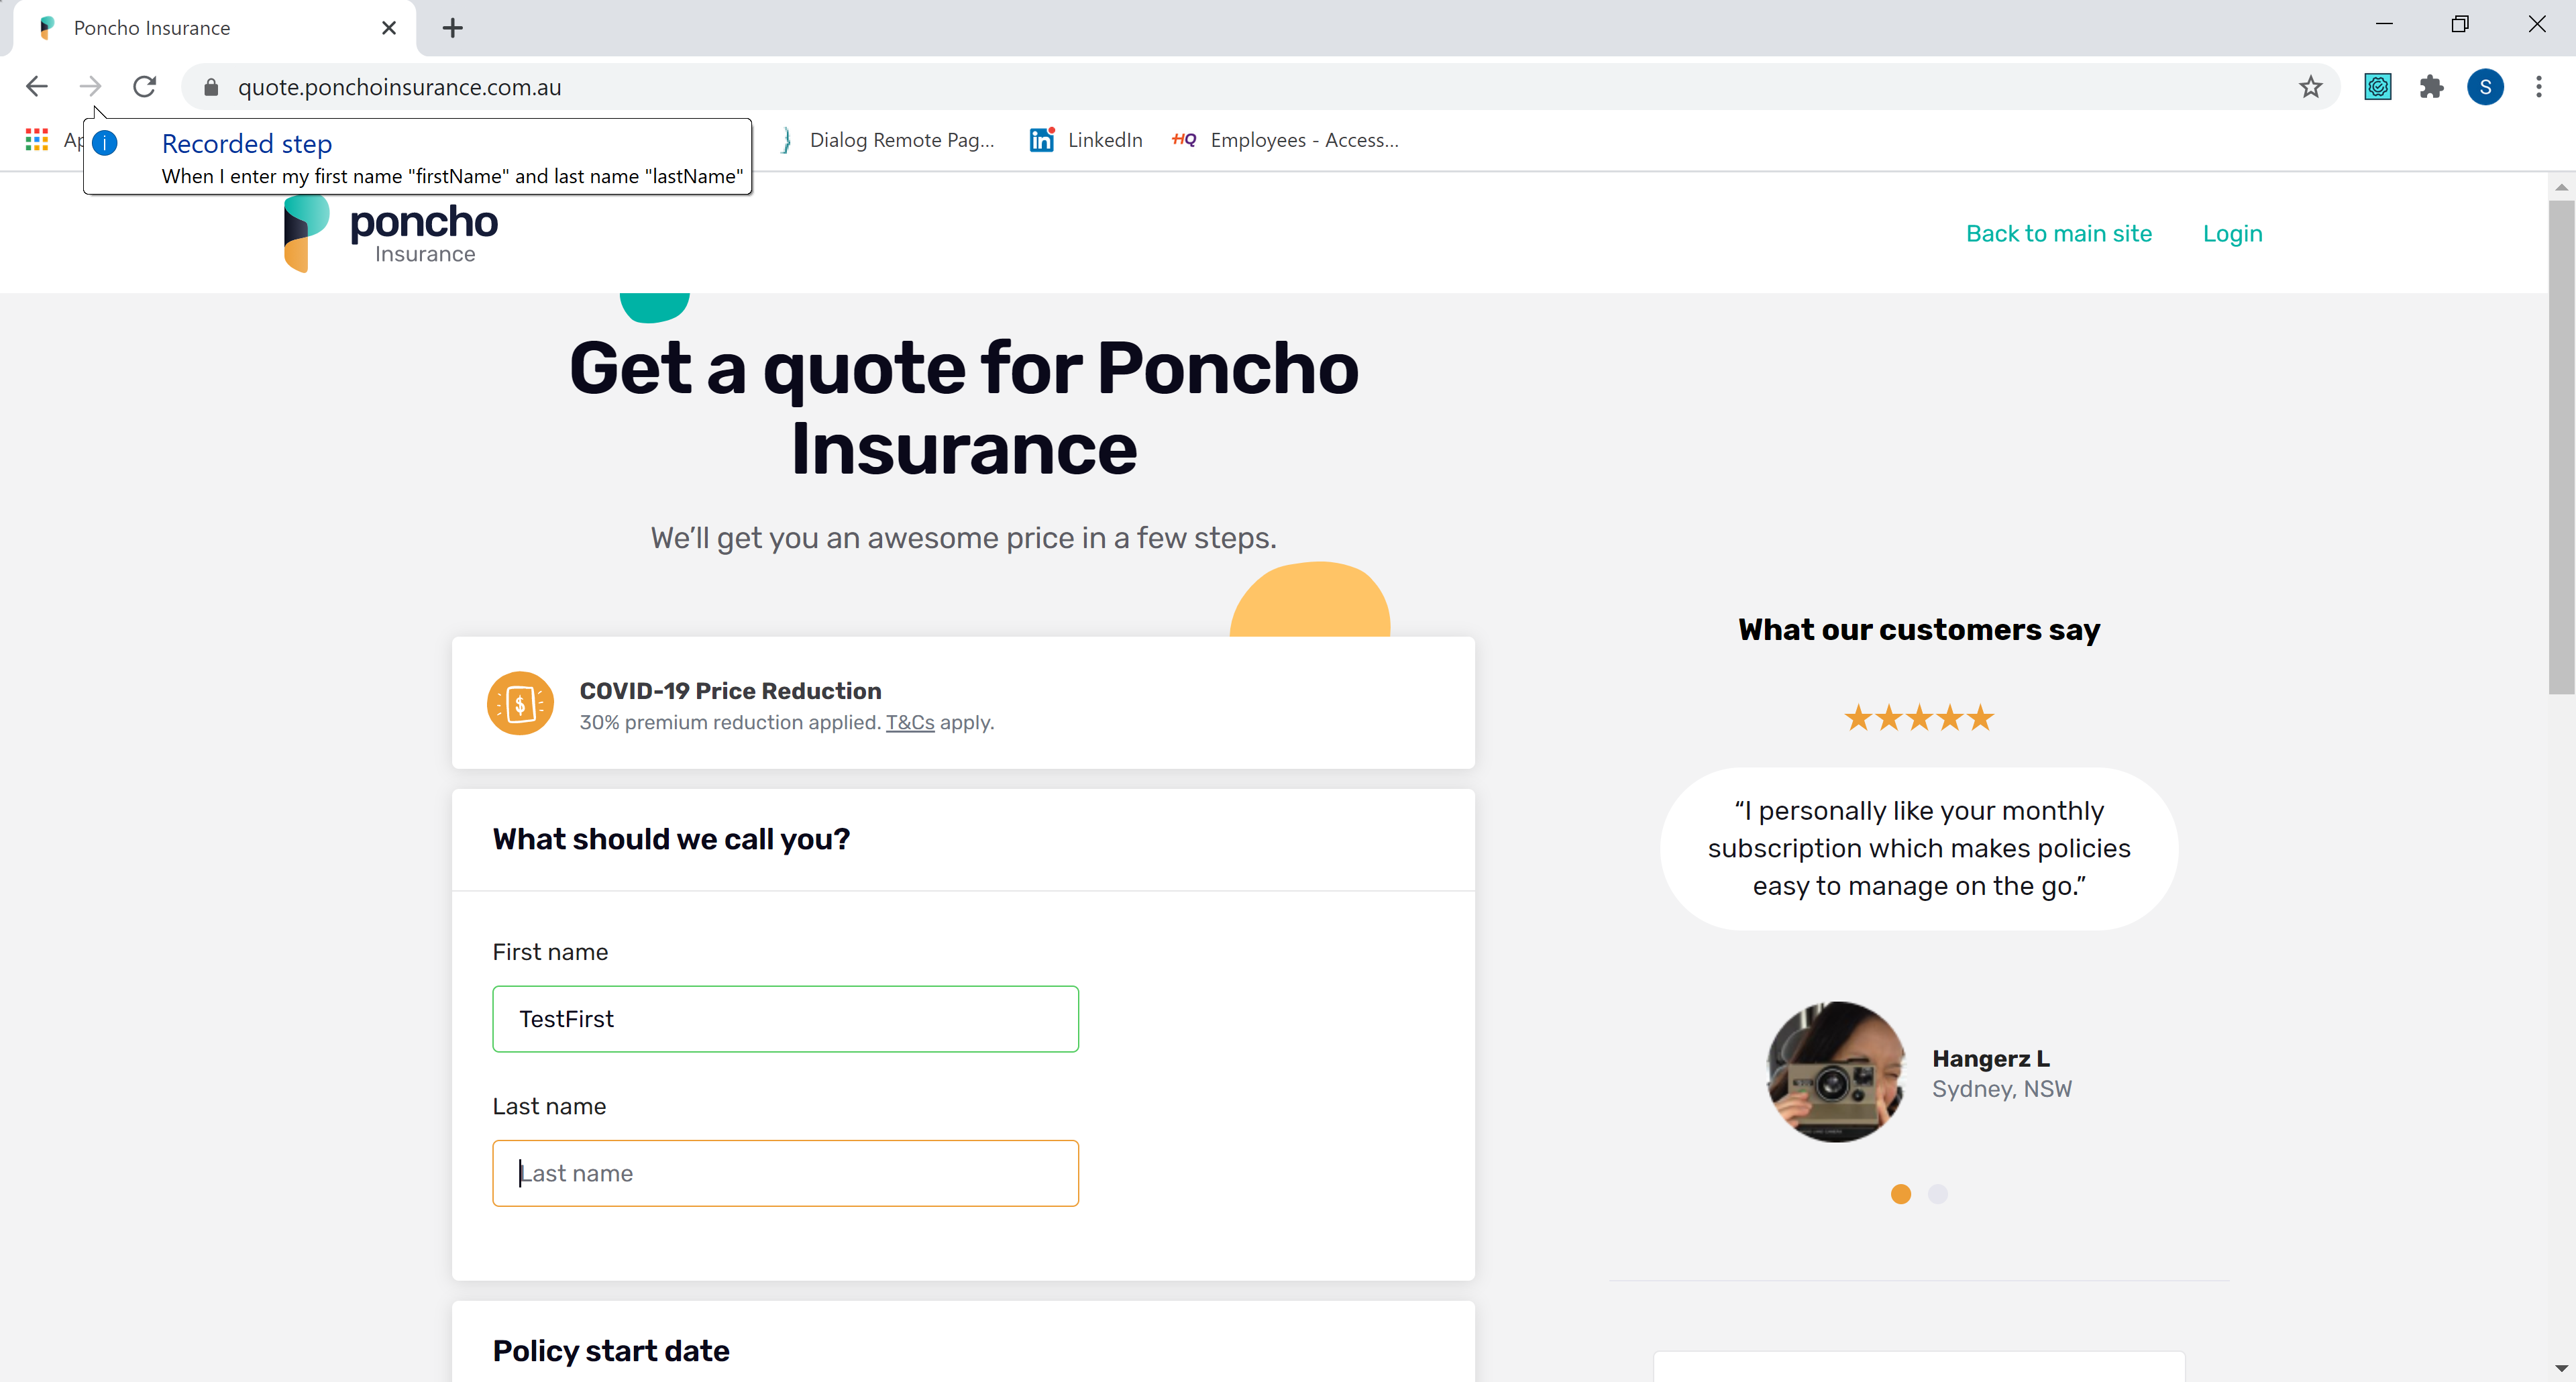 Poncho Insurance
quote.ponchoinsurance.com.au
S
Recorded step
When I enter my first name "firstName" and last name "lastName"
Dialog Remote Pag...
in LinkedIn
HQ Employees - Access...
poncho
Insurance
Back to main site
Login
Get a quote for Poncho
Insurance
We'll get you an awesome price in a few steps.
COVID-19 Price Reduction
30% premium reduction applied. T&Cs apply.
What should we call you?
First name
TestFirst
Last name
Last name
Policy start date
What our customers say
“I personally like your monthly
subscription which makes policies
easy to manage on the go.”
Hangerz L
Sydney, NSW